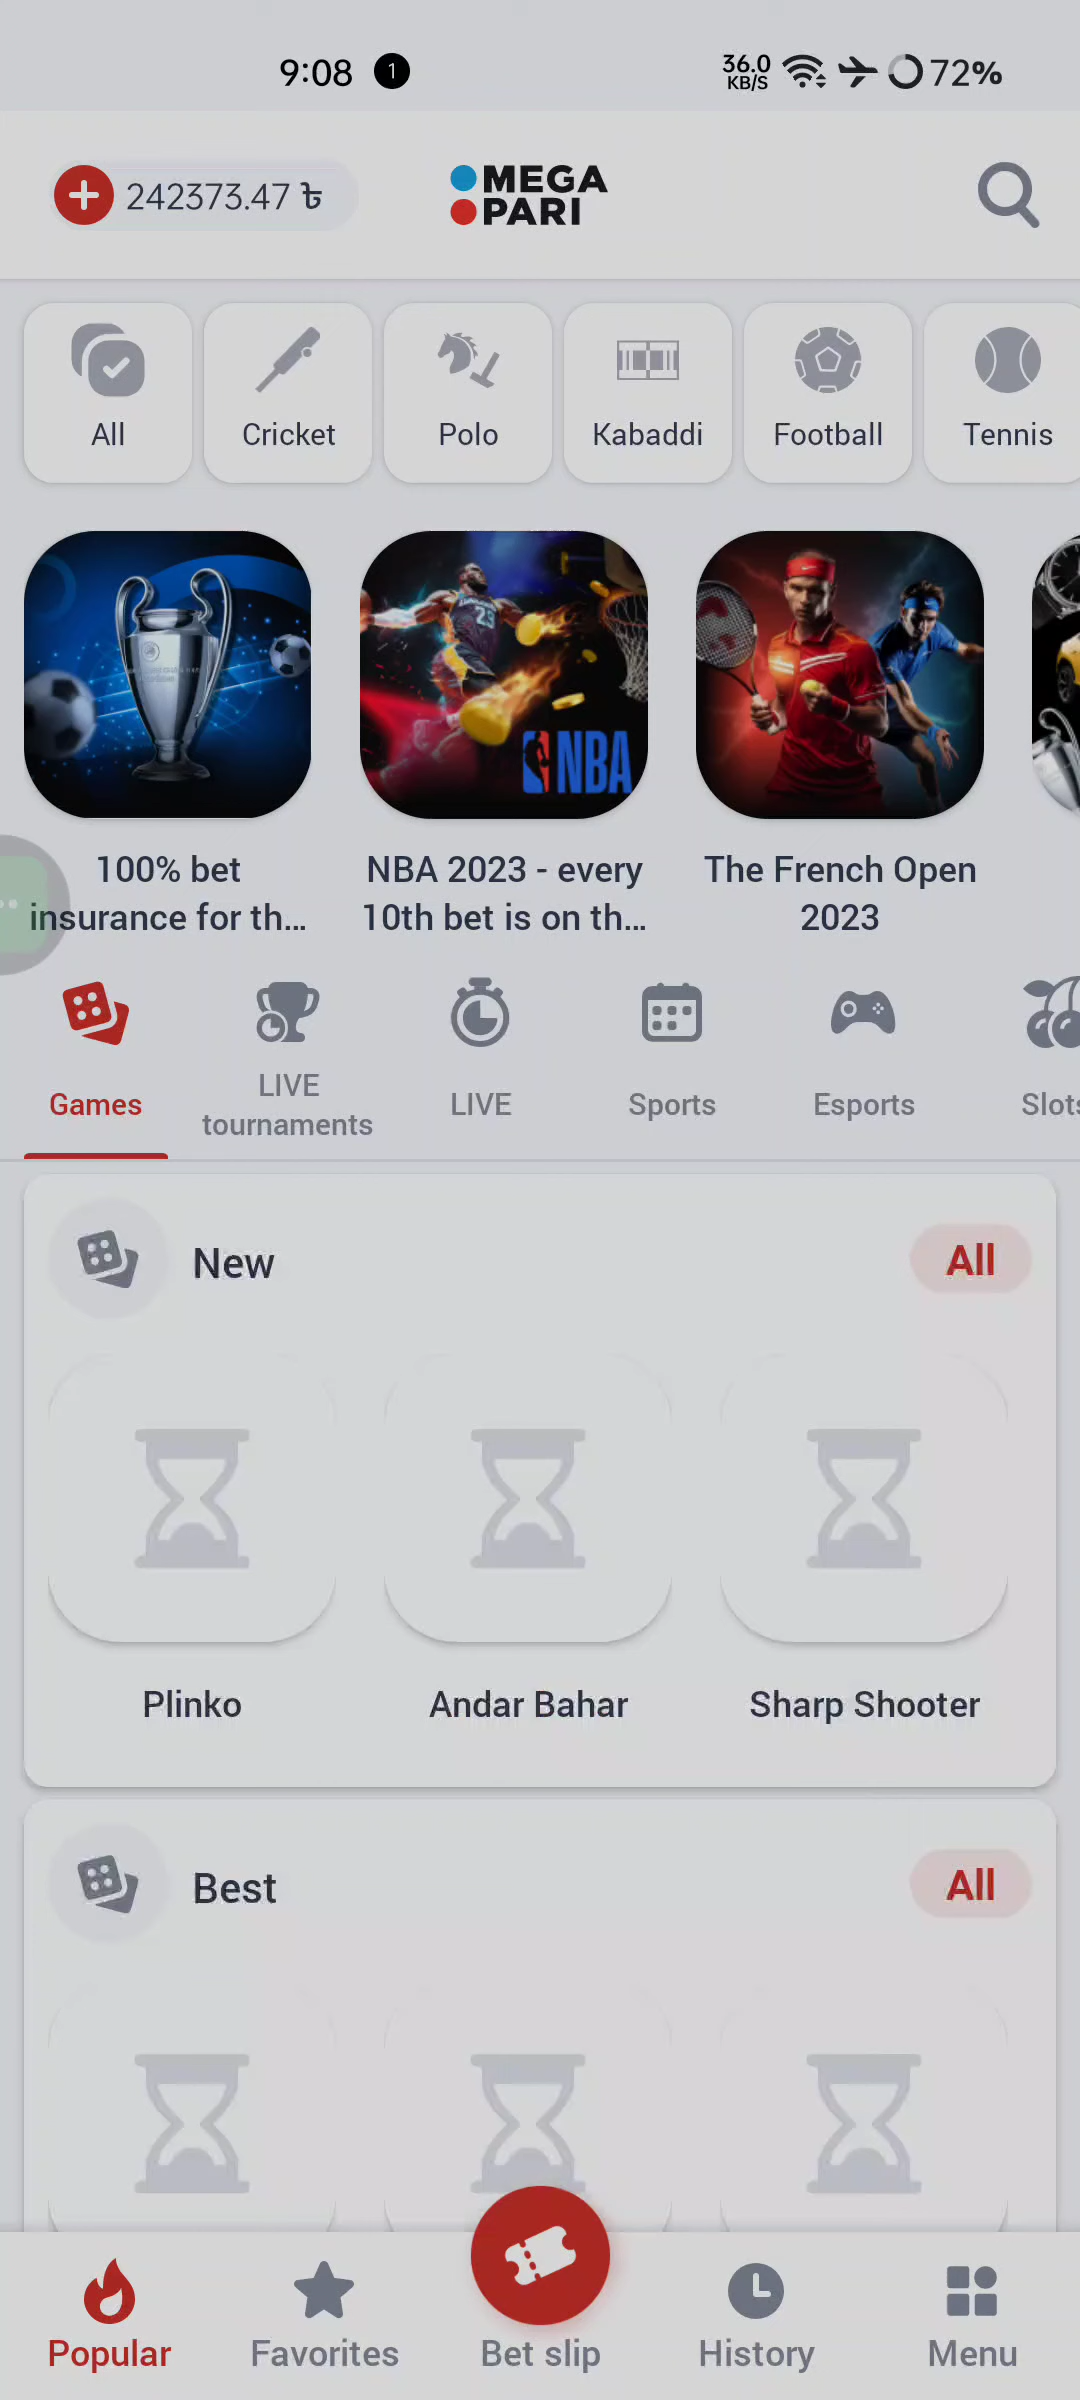 9:08 1 36.0 KB/S 72%
242373.47 ৳
MEGA
PARI
All Cricket Polo Kabaddi Football Tennis
23
NBA
100% bet
insurance for th...
NBA 2023 - every
10th bet is on th...
The French Open
2023
Games
LIVE
tournaments
LIVE Sports Esports Slots
New All
Plinko Andar Bahar Sharp Shooter
Best All
Popular Favorites Bet slip History Menu